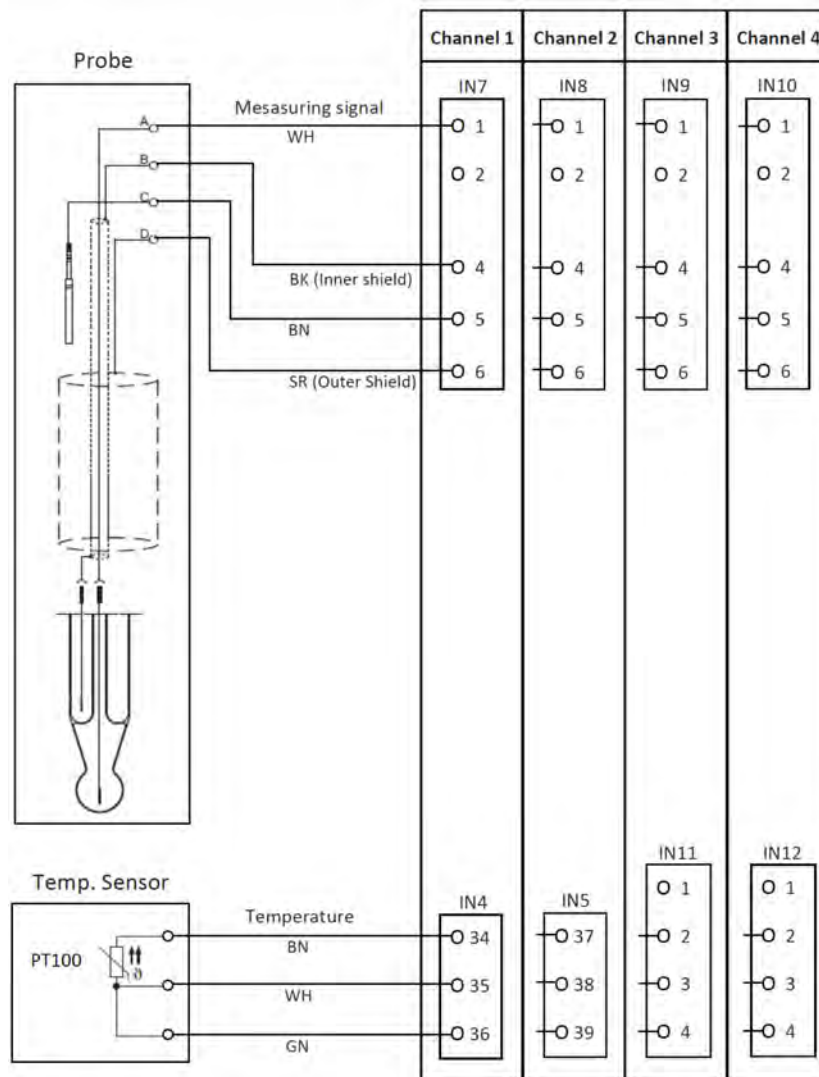 Channel 1 Channel 2 Channel 3 Channel 4
Probe
IN7 IN8 IN9 IN10
Mesasuring signal
A 1 1 1 1
WH
B 2 2 2 2
C
D
4 4 4 4
BK (Inner shield)
5 5 5 5
BN
6 6 6 6
SR (Outer Shield)
IN11 IN12
Temp. Sensor
1 1
IN4 IN5
Temperature
34 37 2 2
BN
PT100
ϑ
35 38 3 3
WH
36 39 4 4
GN